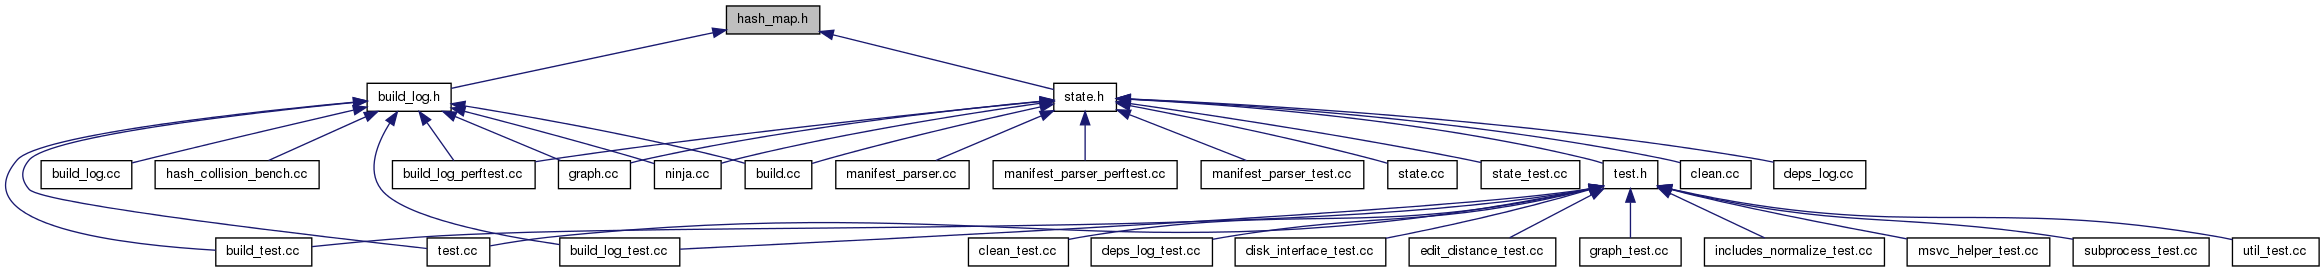 hash_map.h
build_log.h
state.h
build_log.cc
hash_collision_bench.cc
build_log_perftest.cc
graph.cc
ninja.cc
build.cc
manifest_parser.cc
manifest_parser_perftest.cc
manifest_parser_test.cc
state.cc
state_test.cc
test.h
clean.cc
deps_log.cc
build_test.cc
test.cc
build_log_test.cc
clean_test.cc
deps_log_test.cc
disk_interface_test.cc
edit_distance_test.cc
graph_test.cc
includes_normalize_test.cc
msvc_helper_test.cc
subprocess_test.cc
util_test.cc